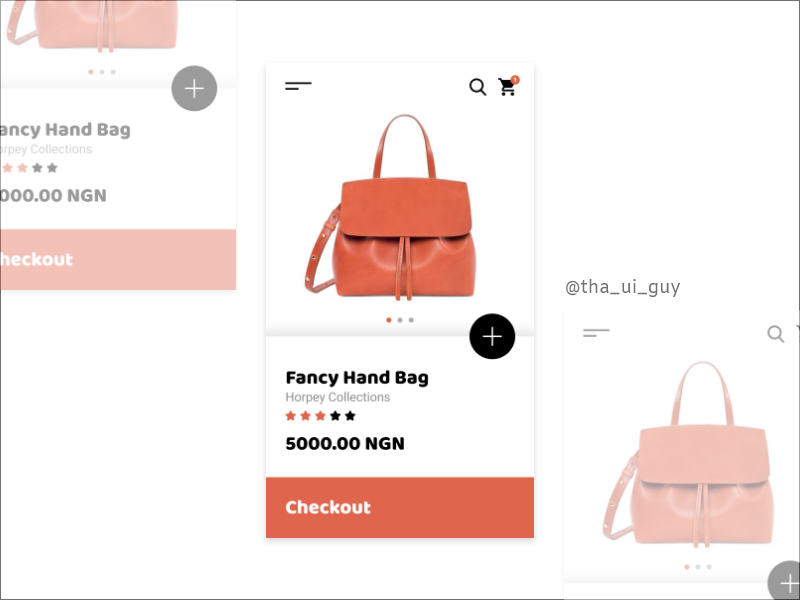 ancy Hand Bag
orpey Collections
000.00 NGN
heckout
1
Fancy Hand Bag
Horpey Collections
5000.00 NGN
Checkout
@tha_ui_guy